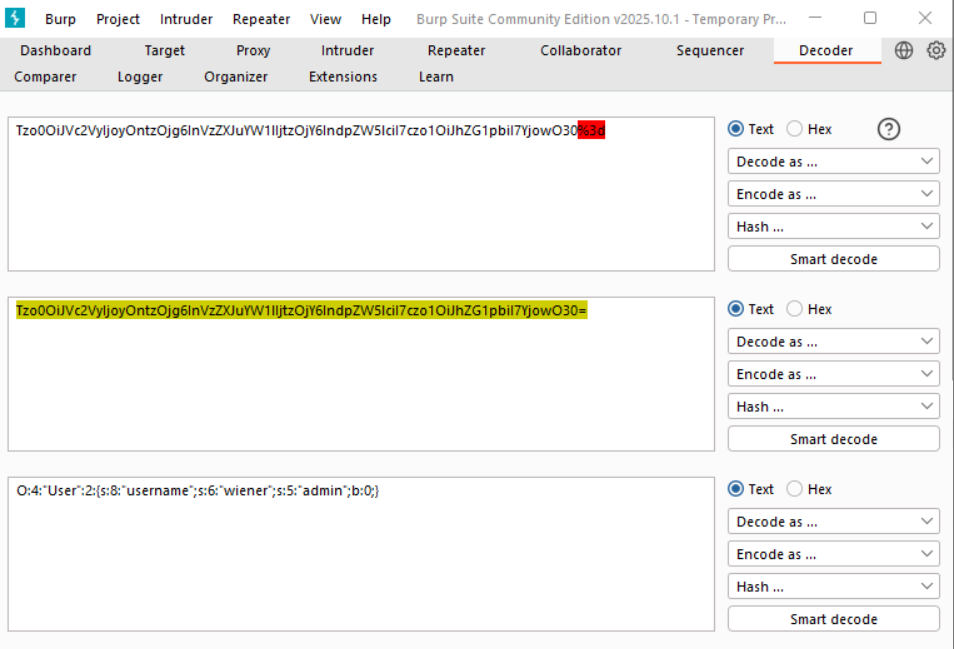 Burp Project Intruder Repeater View Help Burp Suite Community Edition v2025.10.1 - Temporary Pr...
Dashboard Target Proxy Intruder Repeater Collaborator Sequencer Decoder
Comparer Logger Organizer Extensions Learn
Tzo0OiJVc2VyIjoyOntzOjg6InVzZXJuYW1lIjtzOjY6IndpZW5lciI7czo1OiJhZG1pbiI7YjowO30%3d
Text Hex ?
Decode as ...
Encode as ...
Hash ...
Smart decode
Tzo0OiJVc2VyIjoyOntzOjg6InVzZXJuYW1lIjtzOjY6IndpZW5lciI7czo1OiJhZG1pbiI7YjowO30=
Text Hex
Decode as ...
Encode as ...
Hash ...
Smart decode
O:4:"User":2:{s:8:"username";s:6:"wiener";s:5:"admin";b:0;}
Text Hex
Decode as ...
Encode as ...
Hash ...
Smart decode